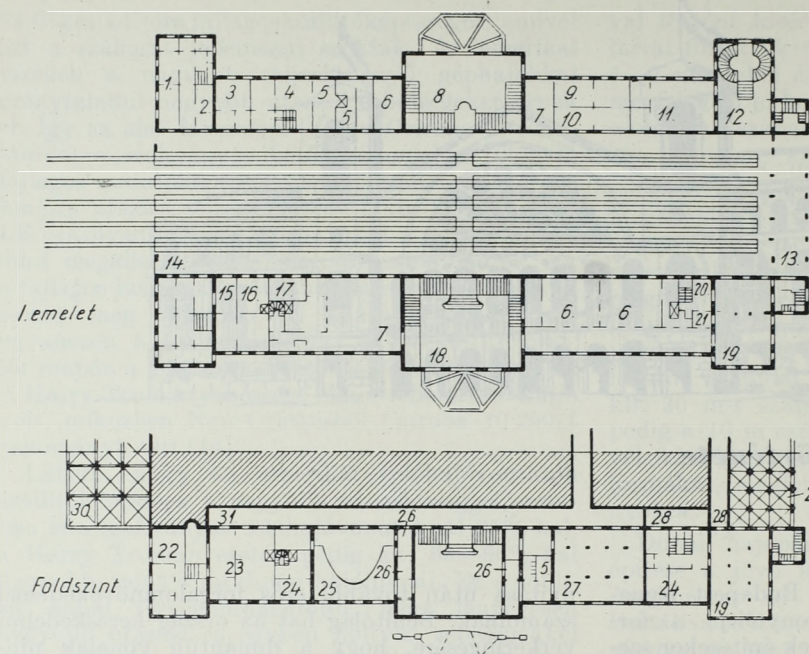 1. 2 3 4 5 5 6 8 7. 9. 10 11. 12.
13.
14.
I. emelet
15 16 17 7. 18. 6. 6. 20 21 19.
30
31 26 28 28
Foldszint
22 23 24. 25 26 26 5 27. 24. 19.